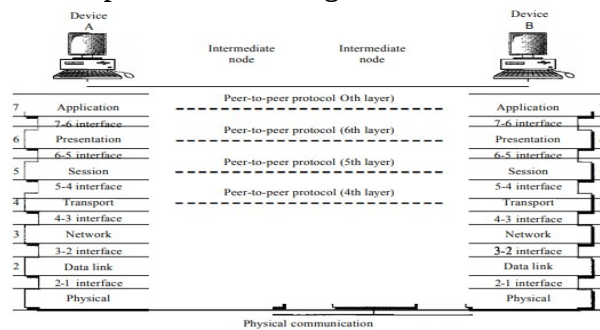 Device
A
Device
B
Intermediate
node
Intermediate
node
Peer-to-peer protocol Oth layer)
7 Application
Application
7-6 interface
7-6 interface
Peer-to-peer protocol (6th layer)
6 Presentation
Presentation
6-5 interface
6-5 interface
Peer-to-peer protocol (5th layer)
5 Session
Session
5-4 interface
5-4 interface
Peer-to-peer protocol (4th layer)
4 Transport
Transport
4-3 interface
4-3 interface
3 Network
Network
3-2 interface
3-2 interface
2 Data link
Data link
2-1 interface
2-1 interface
Physical
Physical
Physical communication